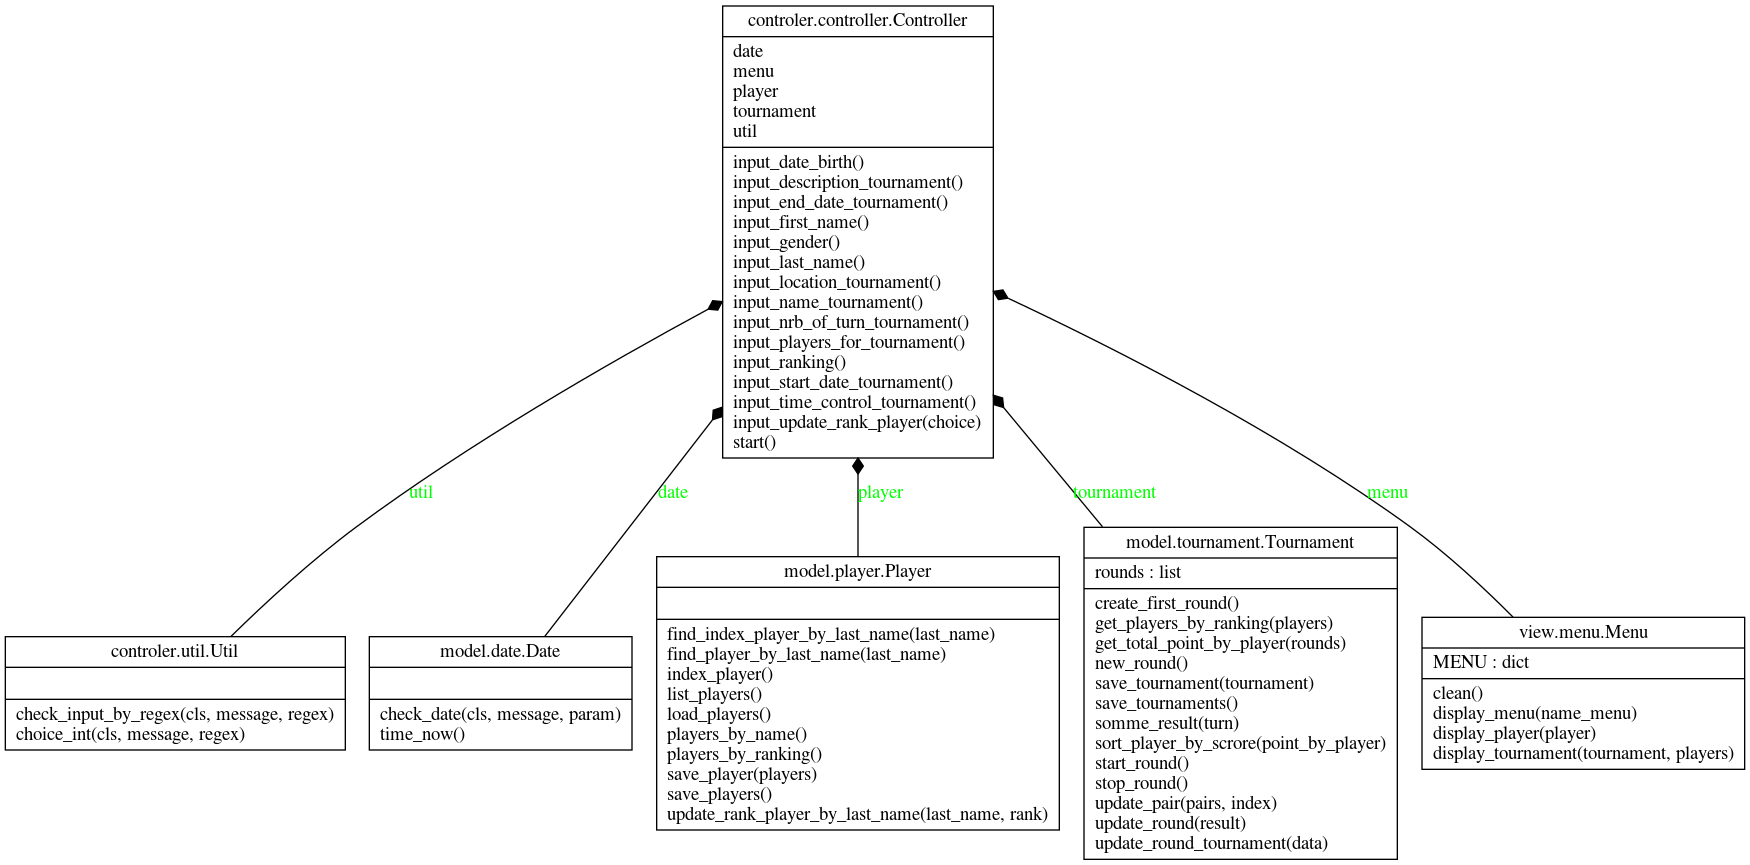 controler.controller.Controller
date
menu
player
tournament
util
input_date_birth()
input_description_tournament()
input_end_date_tournament()
input_first_name()
input_gender()
input_last_name()
input_location_tournament()
input_name_tournament()
input_nrb_of_turn_tournament()
input_players_for_tournament()
input_ranking()
input_start_date_tournament()
input_time_control_tournament()
input_update_rank_player(choice)
start()
util
date
player
tournament
menu
controler.util.Util
check_input_by_regex(cls, message, regex)
choice_int(cls, message, regex)
model.date.Date
check_date(cls, message, param)
time_now()
model.player.Player
find_index_player_by_last_name(last_name)
find_player_by_last_name(last_name)
index_player()
list_players()
load_players()
players_by_name()
players_by_ranking()
save_player(players)
save_players()
update_rank_player_by_last_name(last_name, rank)
model.tournament.Tournament
rounds : list
create_first_round()
get_players_by_ranking(players)
get_total_point_by_player(rounds)
new_round()
save_tournament(tournament)
save_tournaments()
somme_result(turn)
sort_player_by_scrore(point_by_player)
start_round()
stop_round()
update_pair(pairs, index)
update_round(result)
update_round_tournament(data)
view.menu.Menu
MENU : dict
clean()
display_menu(name_menu)
display_player(player)
display_tournament(tournament, players)